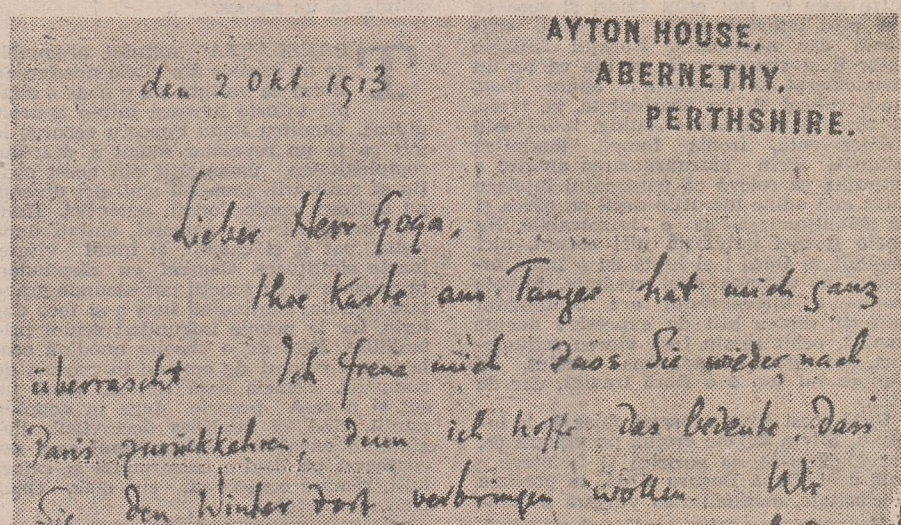 AYTON HOUSE,
ABERNETHY,
PERTHSHIRE.
den 2 Okt. 1913
Lieber Herr Goga,
Ihre Karte aus Tanger hat mich ganz
überrascht Ich freue mich dass Sie wieder nach
Paris zurückkehren; denn ich hoffe das bedeute, dass
Sie den Winter dort verbringen wollen. Wir